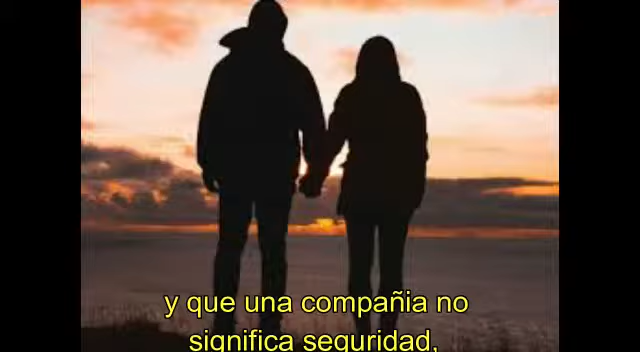 y que una compañia no
significa seguridad,